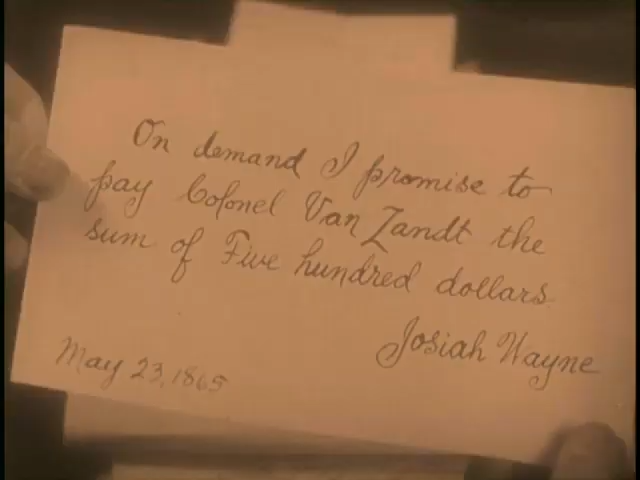 On demand I promise to
pay Colonel Van Zandt the
sum of Five hundred dollars
Josiah Wayne
May 23, 1865